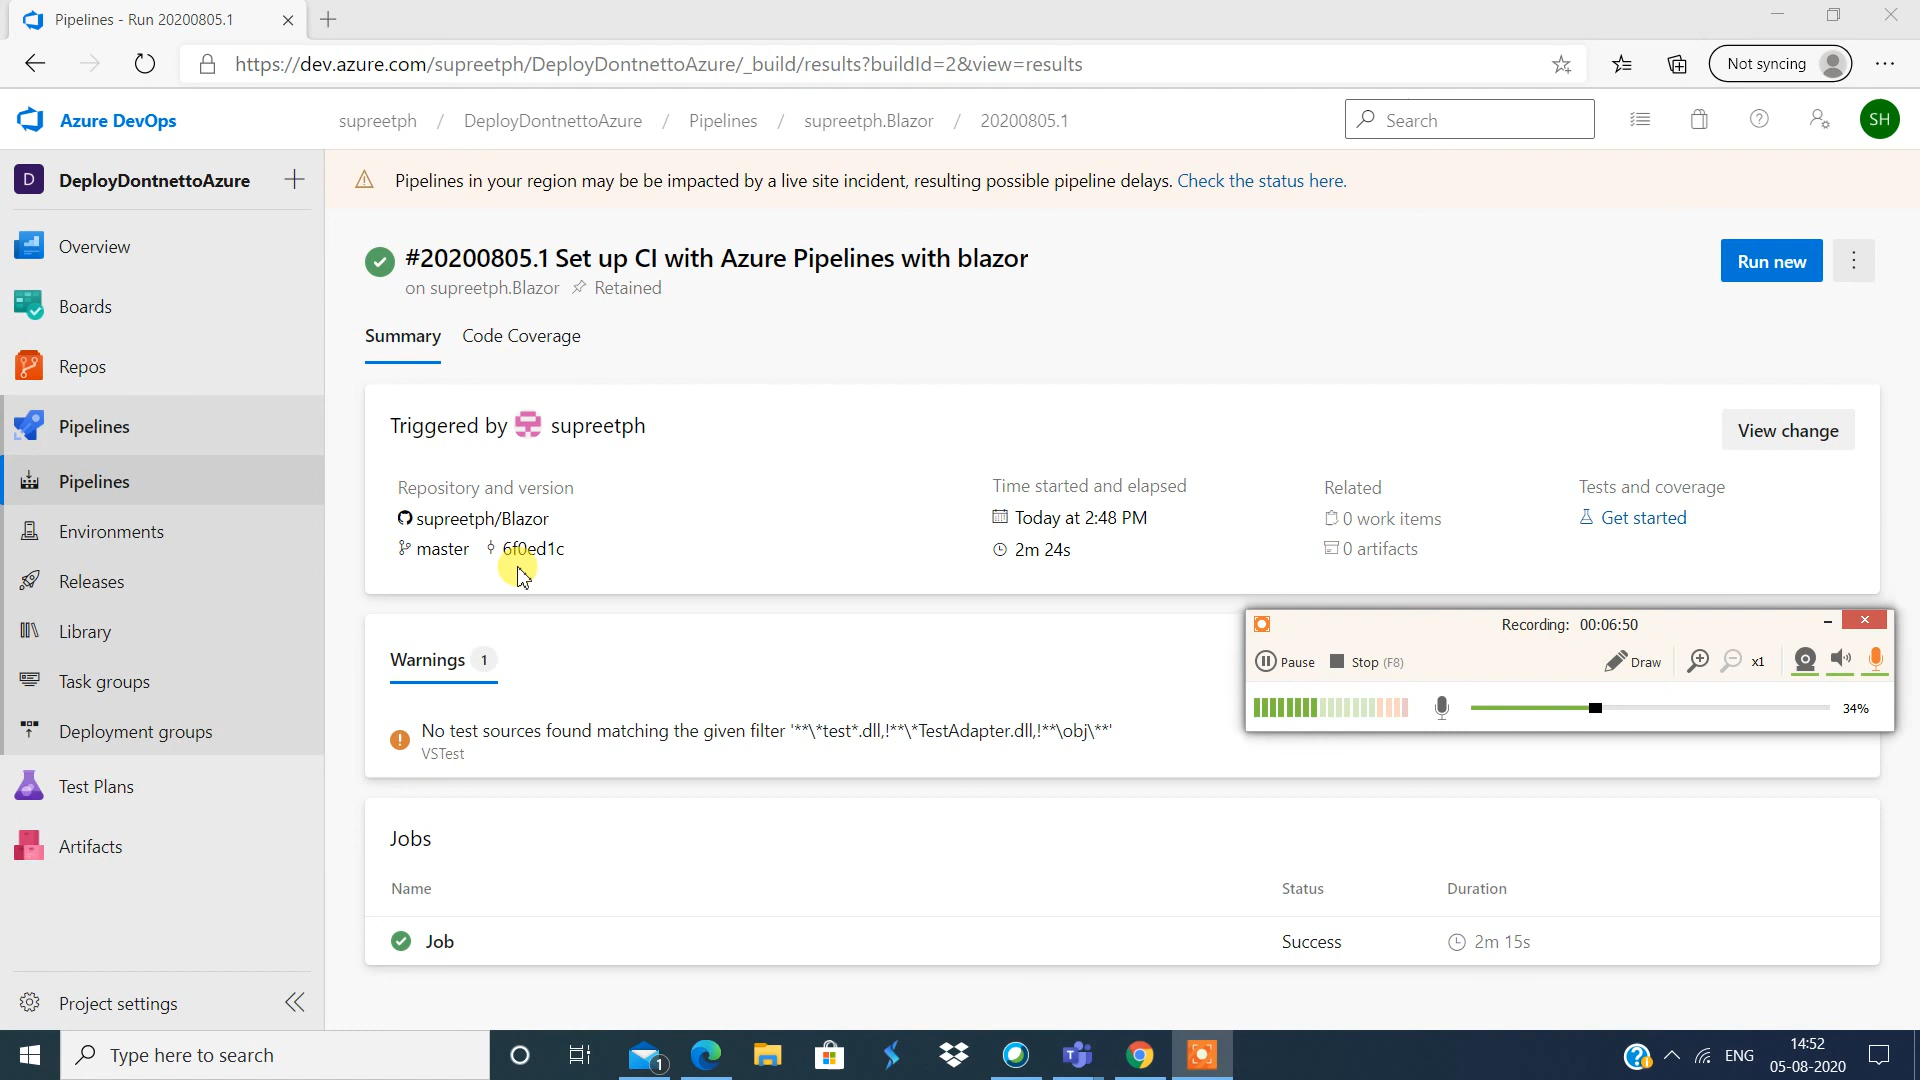 Pipelines - Run 20200805.1
https://dev.azure.com/supreetph/DeployDontnettoAzure/_build/results?buildId=2&view=results
Not syncing
Azure DevOps
supreetph / DeployDontnettoAzure / Pipelines / supreetph.Blazor / 20200805.1
Search
SH
D DeployDontnettoAzure
Pipelines in your region may be be impacted by a live site incident, resulting possible pipeline delays. Check the status here.
Overview
Boards
Repos
Pipelines
Pipelines
Environments
Releases
Library
Task groups
Deployment groups
Test Plans
Artifacts
Project settings
#20200805.1 Set up CI with Azure Pipelines with blazor
on supreetph.Blazor Retained
Run new
Summary Code Coverage
Triggered by supreetph
View change
Repository and version
supreetph/Blazor
master 6f0ed1c
Time started and elapsed
Today at 2:48 PM
2m 24s
Related
0 work items
0 artifacts
Tests and coverage
Get started
Warnings 1
No test sources found matching the given filter '**\*test*.dll,!**\*TestAdapter.dll,!**\obj\**'
VSTest
Recording: 00:06:50
Pause Stop (F8) Draw x1
34%
Jobs
Name Status Duration
Job Success 2m 15s
Type here to search
1
ENG
14:52
05-08-2020